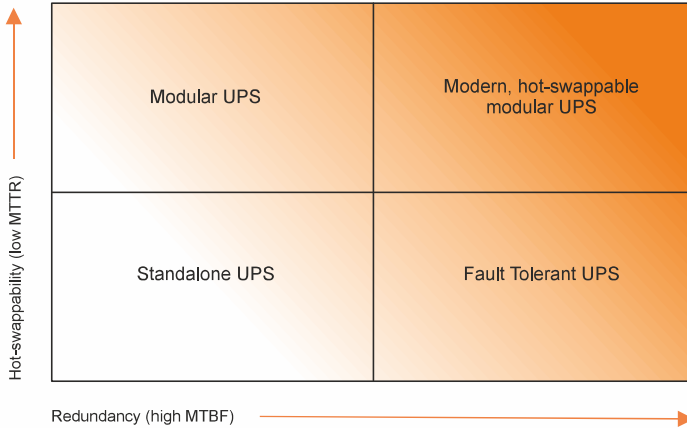 Modular UPS
Modern, hot-swappable
modular UPS
Standalone UPS
Fault Tolerant UPS
Hot-swappability (low MTTR)
Redundancy (high MTBF)